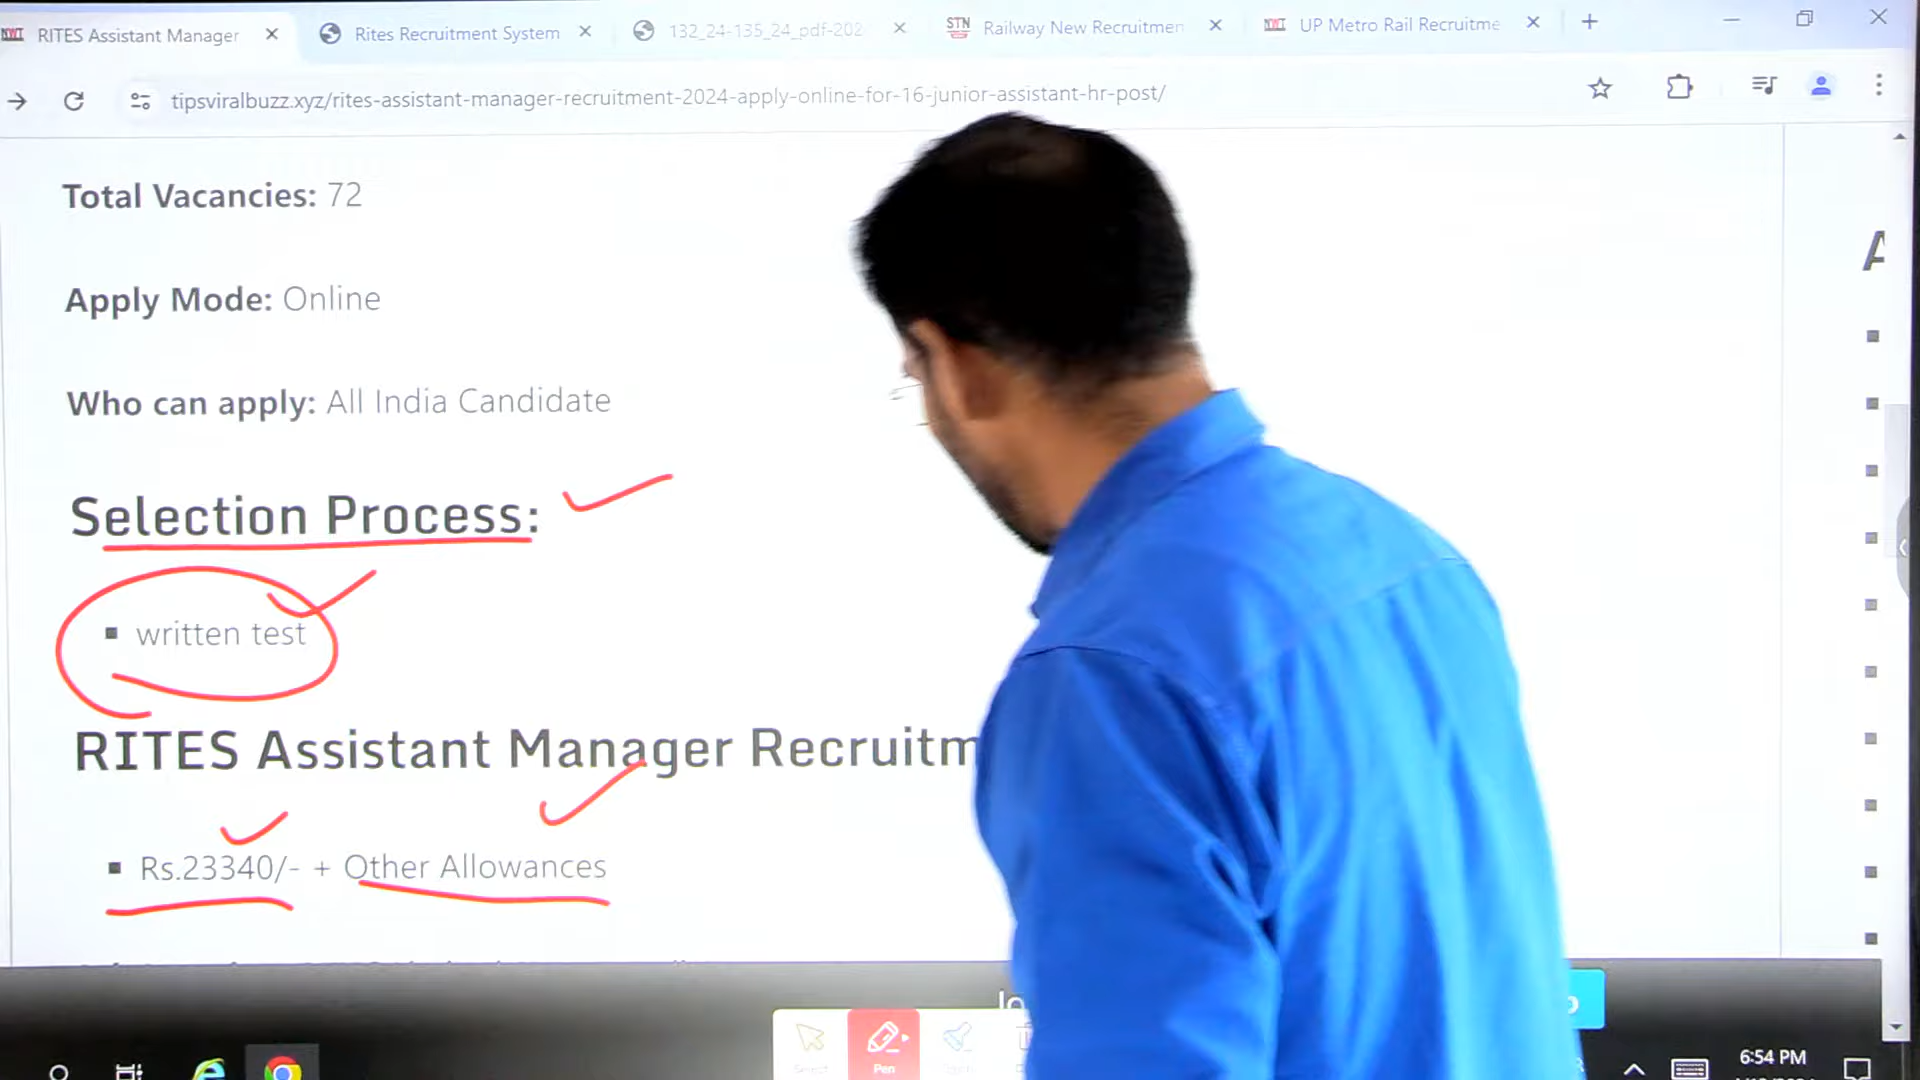 RITES Assistant Manager
Rites Recruitment System
132_24-135_24_pdf-202
STN
Railway New Recruitmen
UP Metro Rail Recruitme
tipsviralbuzz.xyz/rites-assistant-manager-recruitment-2024-apply-online-for-16-junior-assistant-hr-post/
Total Vacancies: 72
Apply Mode: Online
Who can apply: All India Candidate
Selection Process:
written test
RITES Assistant Manager Recruitm
Rs.23340/- + Other Allowances
Select
Pen
6:54 PM